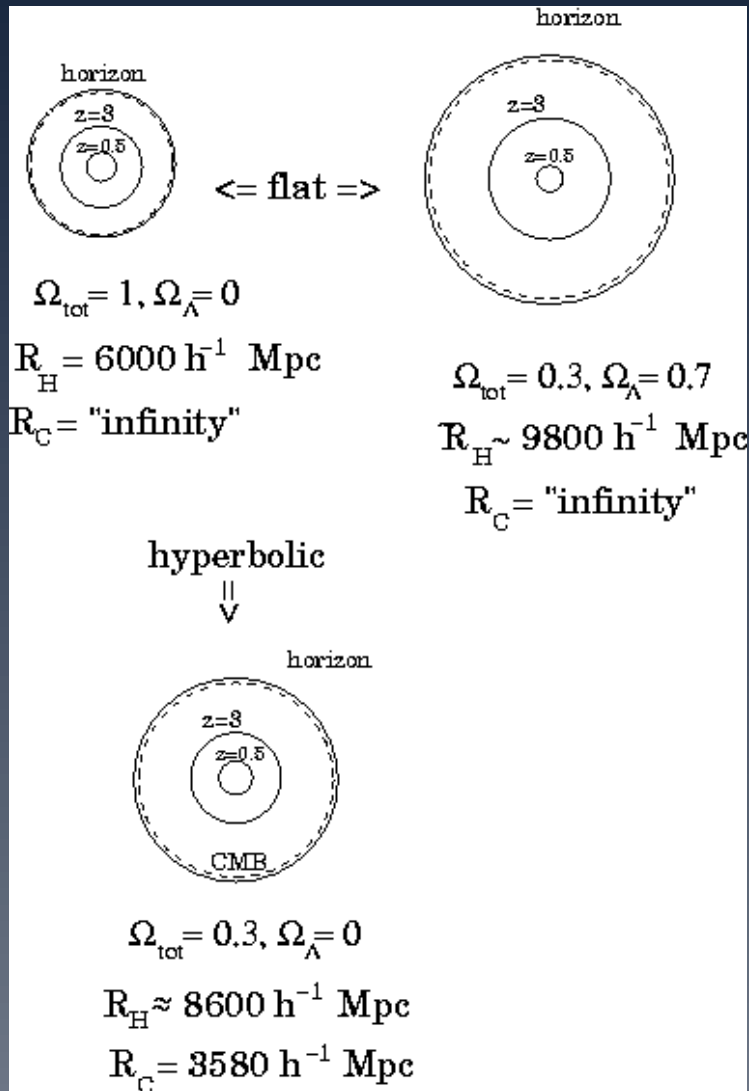 horizon
z=3
z=0.5
<= flat =>
horizon
z=3
z=0.5
Ω_tot = 1, Ω_Λ = 0
R_H = 6000 h⁻¹ Mpc
R_C = "infinity"
Ω_tot = 0.3, Ω_Λ = 0.7
R_H ~ 9800 h⁻¹ Mpc
R_C = "infinity"
hyperbolic
=>
horizon
z=3
z=0.5
CMB
Ω_tot = 0.3, Ω_Λ = 0
R_H ≈ 8600 h⁻¹ Mpc
R_C = 3580 h⁻¹ Mpc